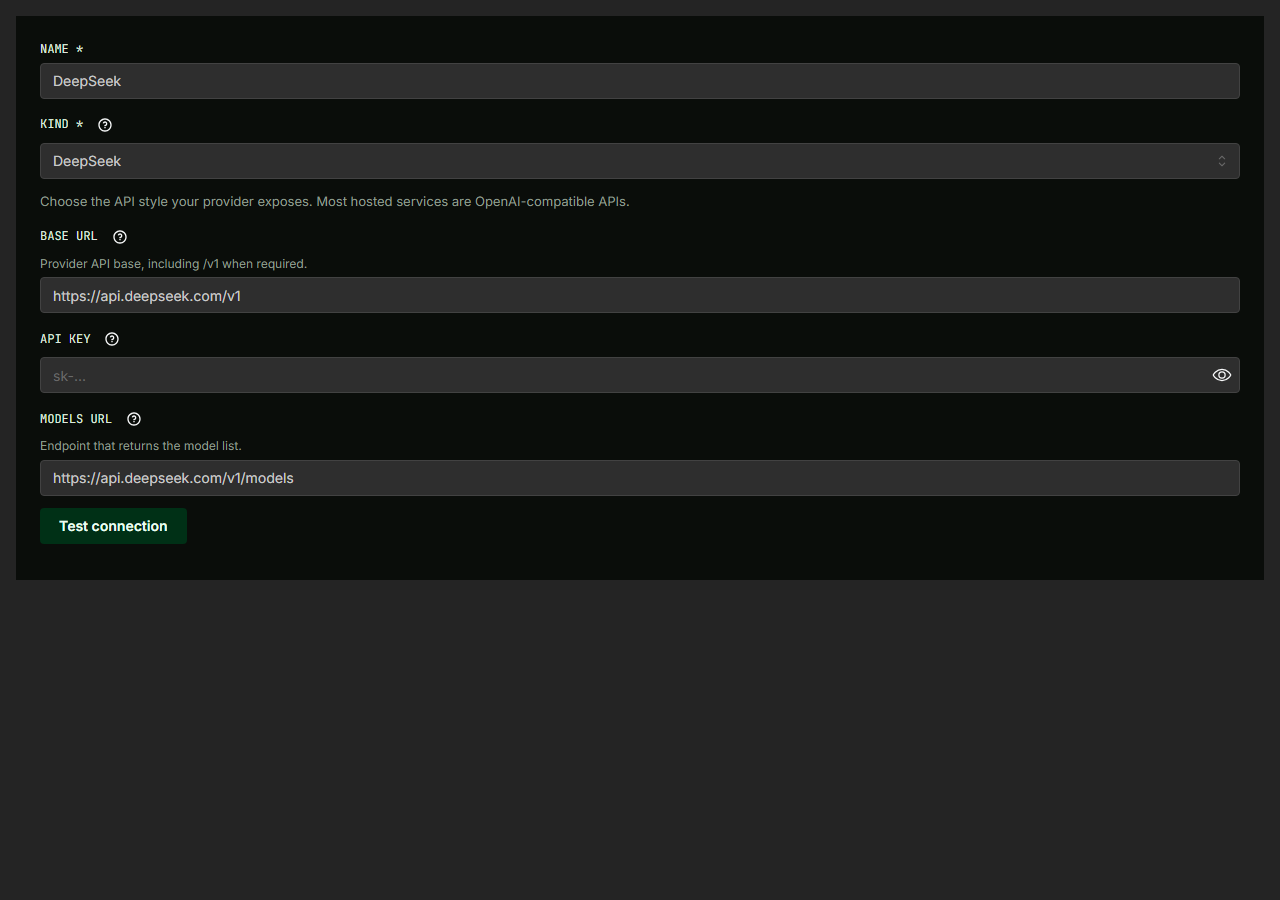 NAME *
DeepSeek
KIND *
DeepSeek
Choose the API style your provider exposes. Most hosted services are OpenAI-compatible APIs.
BASE URL
Provider API base, including /v1 when required.
https://api.deepseek.com/v1
API KEY
sk-...
MODELS URL
Endpoint that returns the model list.
https://api.deepseek.com/v1/models
Test connection